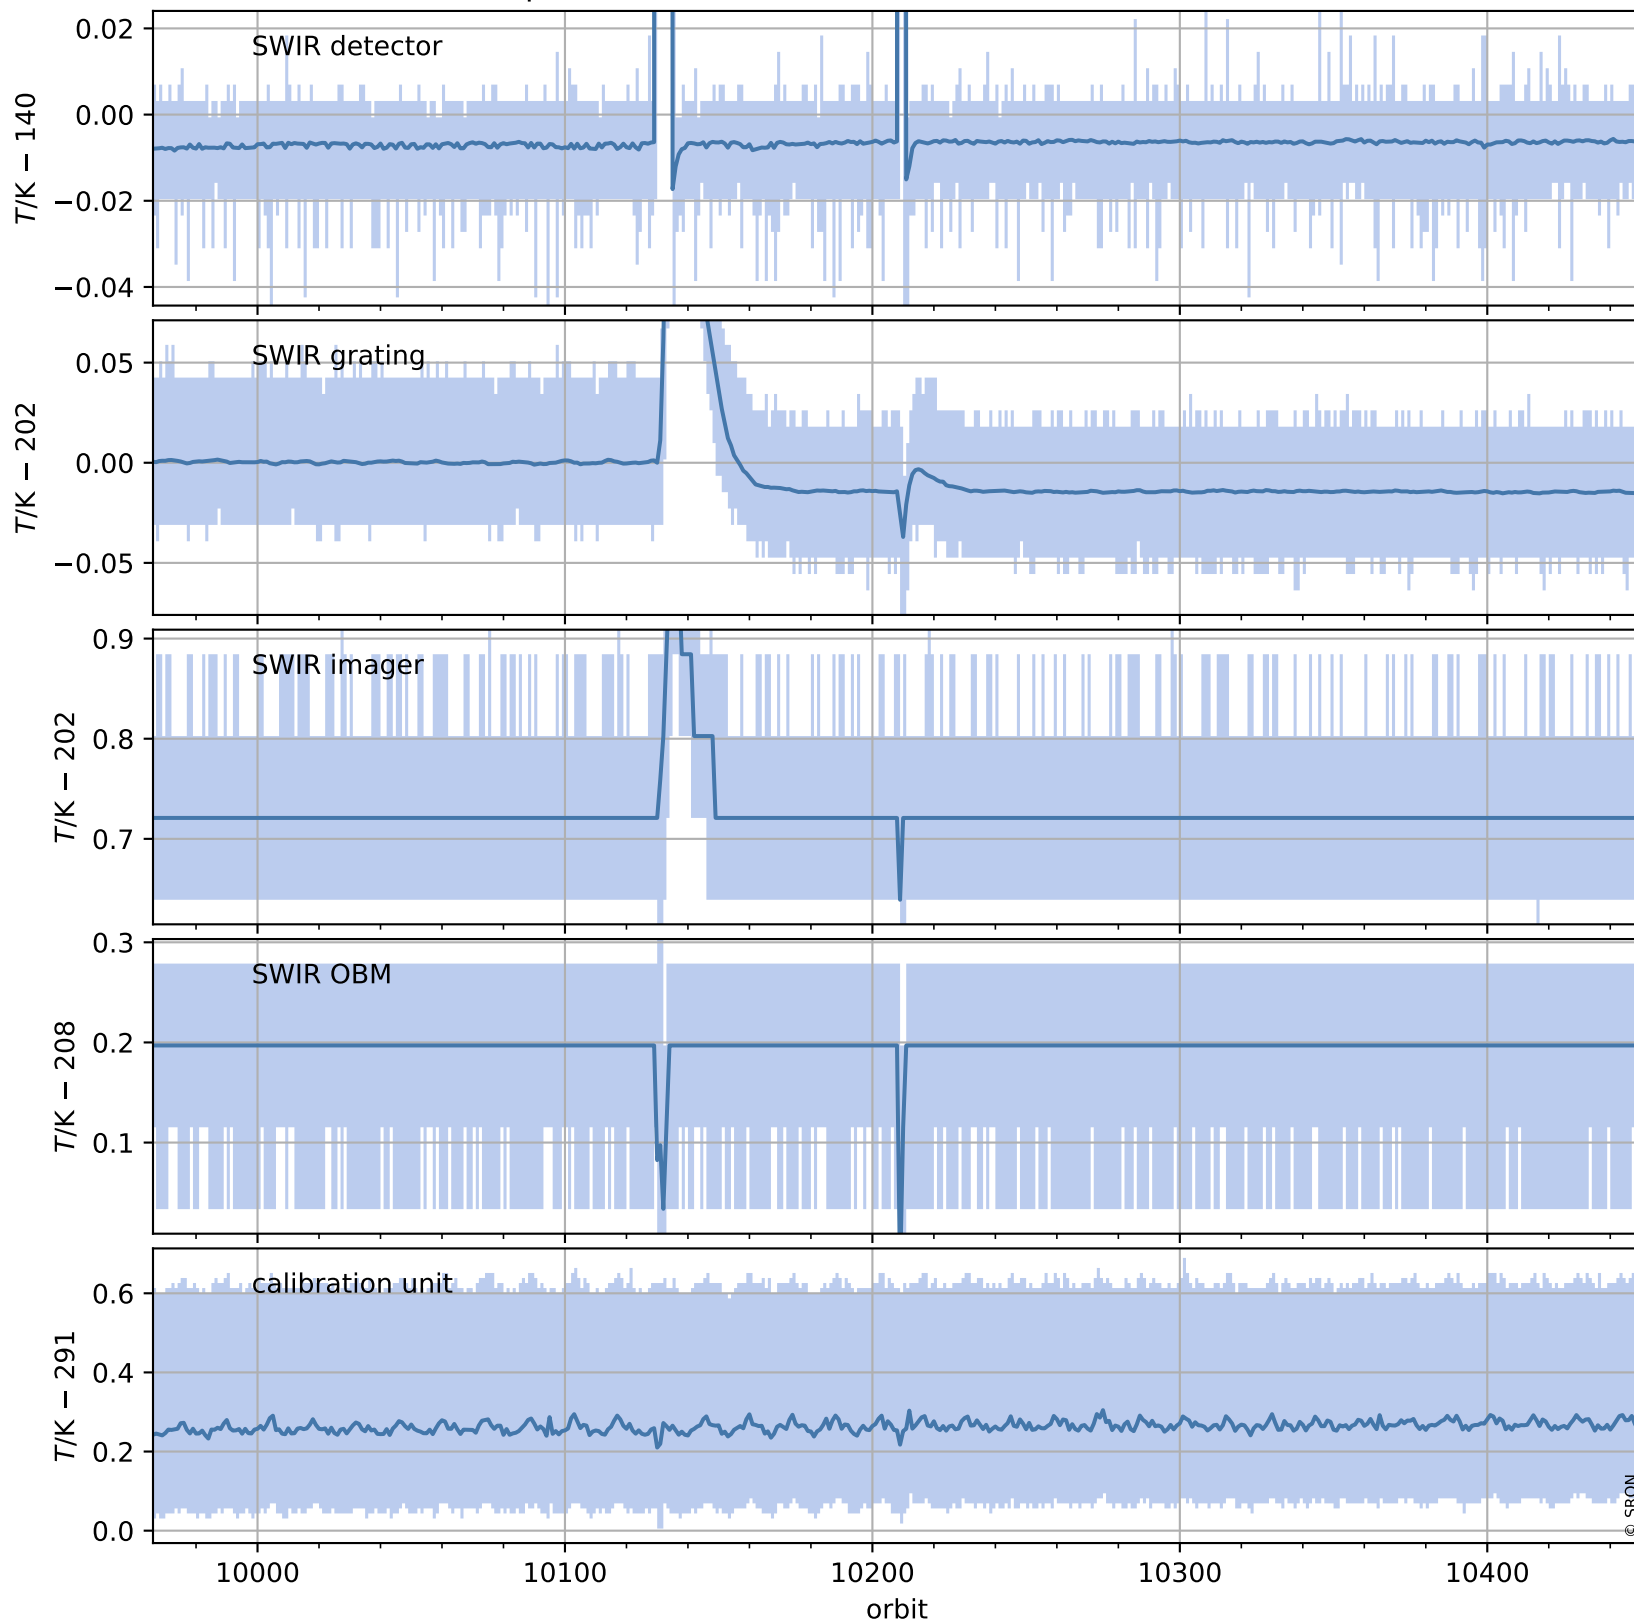 0.02
0.00
−0.02
−0.04
T/K − 140
SWIR detector
0.05
0.00
−0.05
T/K − 202
SWIR grating
0.9
0.8
0.7
T/K − 202
SWIR imager
0.3
0.2
0.1
T/K − 208
SWIR OBM
0.6
0.4
0.2
0.0
T/K − 291
calibration unit
© SRON
10000
10100
10200
10300
10400
orbit